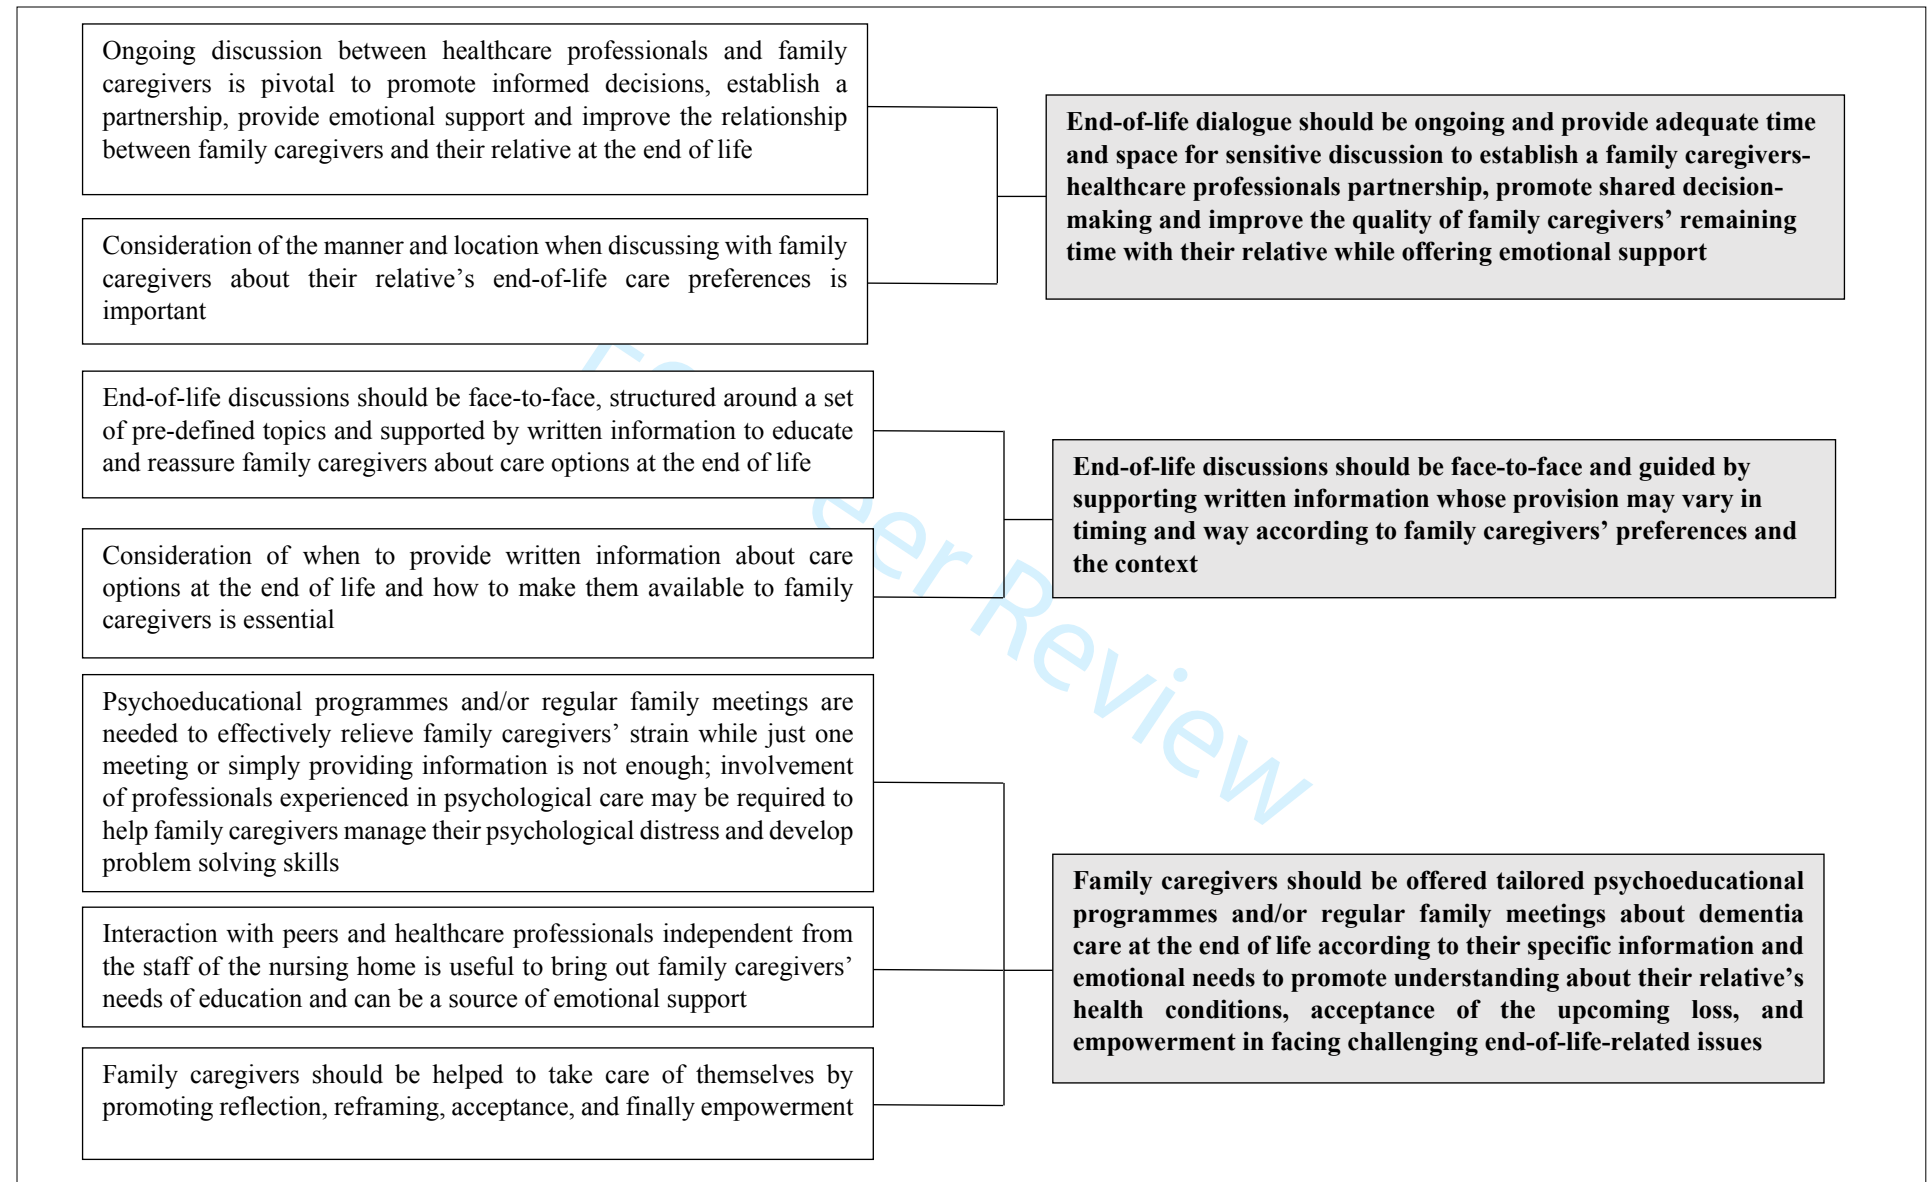 Ongoing discussion between healthcare professionals and family
caregivers is pivotal to promote informed decisions, establish a
partnership, provide emotional support and improve the relationship
between family caregivers and their relative at the end of life
Consideration of the manner and location when discussing with family
caregivers about their relative’s end-of-life care preferences is
important
End-of-life dialogue should be ongoing and provide adequate time
and space for sensitive discussion to establish a family caregivers-
healthcare professionals partnership, promote shared decision-
making and improve the quality of family caregivers’ remaining
time with their relative while offering emotional support
End-of-life discussions should be face-to-face, structured around a set
of pre-defined topics and supported by written information to educate
and reassure family caregivers about care options at the end of life
Consideration of when to provide written information about care
options at the end of life and how to make them available to family
caregivers is essential
End-of-life discussions should be face-to-face and guided by
supporting written information whose provision may vary in
timing and way according to family caregivers’ preferences and
the context
Psychoeducational programmes and/or regular family meetings are
needed to effectively relieve family caregivers’ strain while just one
meeting or simply providing information is not enough; involvement
of professionals experienced in psychological care may be required to
help family caregivers manage their psychological distress and develop
problem solving skills
Interaction with peers and healthcare professionals independent from
the staff of the nursing home is useful to bring out family caregivers’
needs of education and can be a source of emotional support
Family caregivers should be helped to take care of themselves by
promoting reflection, reframing, acceptance, and finally empowerment
Family caregivers should be offered tailored psychoeducational
programmes and/or regular family meetings about dementia
care at the end of life according to their specific information and
emotional needs to promote understanding about their relative’s
health conditions, acceptance of the upcoming loss, and
empowerment in facing challenging end-of-life-related issues
Review